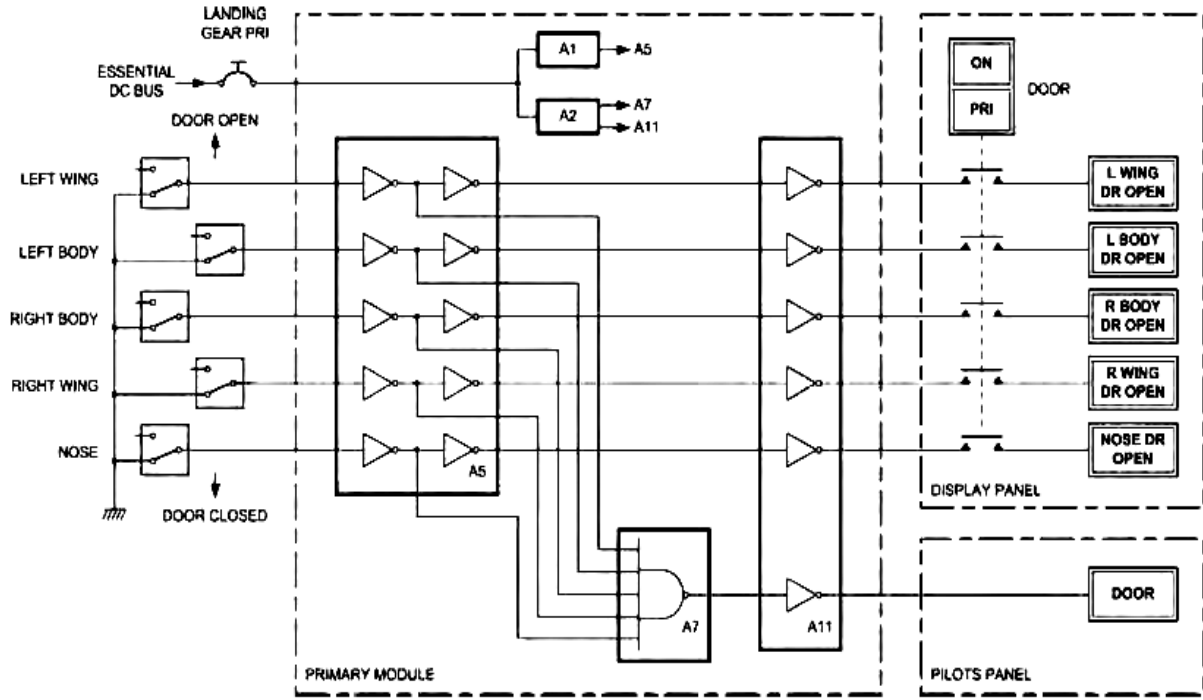 LANDING
GEAR PRI
ESSENTIAL
DC BUS
A1
A5
A2
A7
A11
ON
PRI
DOOR
DOOR OPEN
LEFT WING
L WING
DR OPEN
LEFT BODY
L BODY
DR OPEN
RIGHT BODY
R BODY
DR OPEN
RIGHT WING
R WING
DR OPEN
NOSE
A5
NOSE DR
OPEN
DISPLAY PANEL
DOOR CLOSED
DOOR
A7
A11
PRIMARY MODULE
PILOTS PANEL